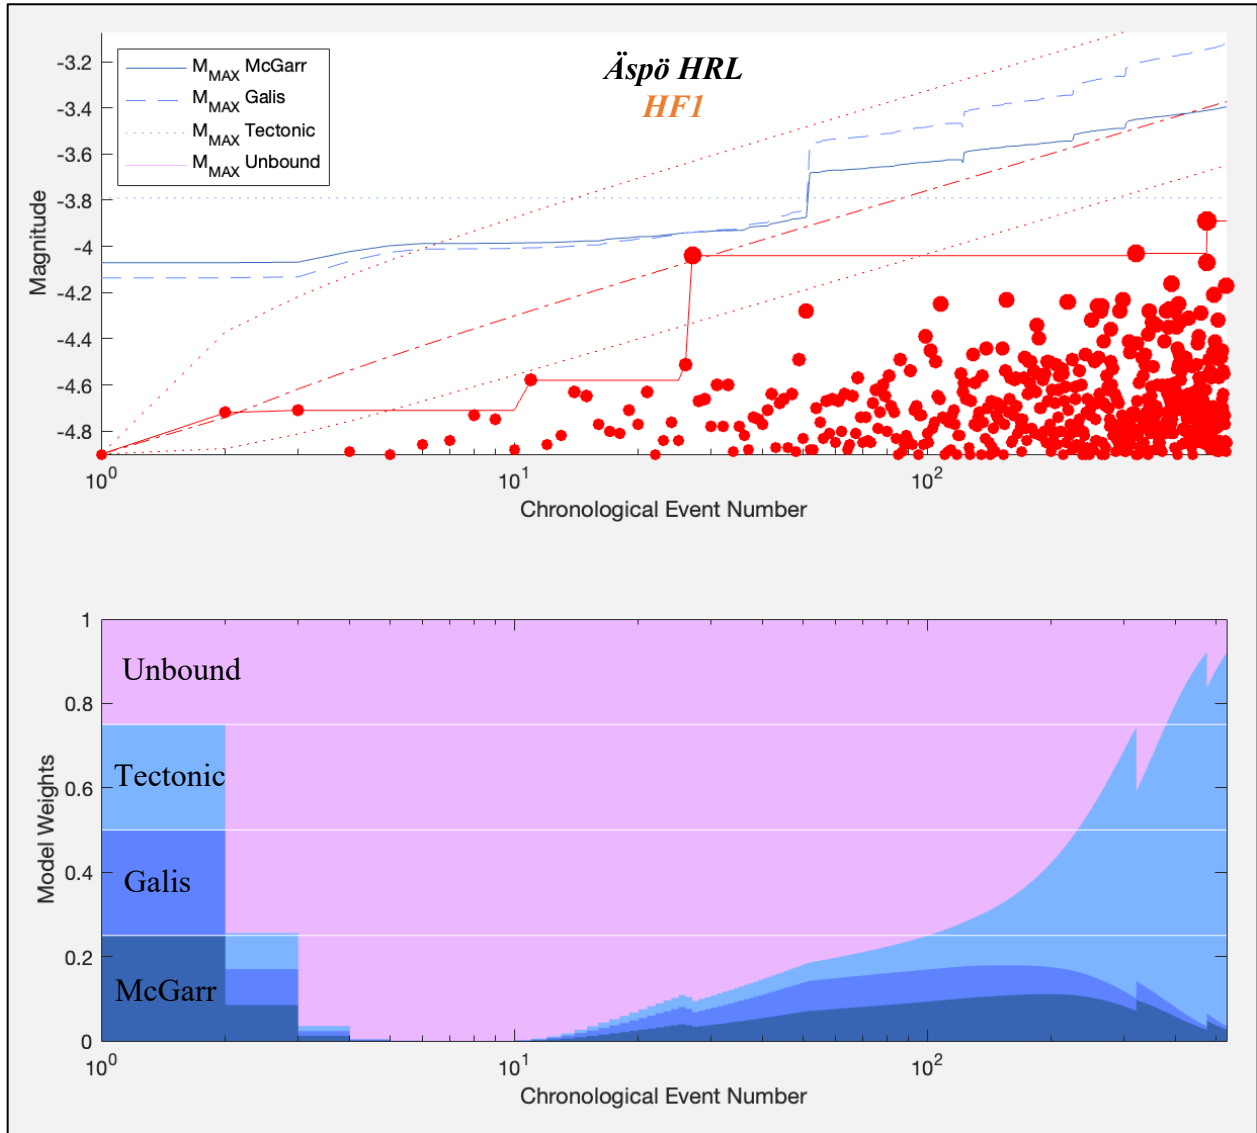 Äspö HRL
HF1
M_MAX McGarr
M_MAX Galis
M_MAX Tectonic
M_MAX Unbound
Magnitude
-3.2
-3.4
-3.6
-3.8
-4
-4.2
-4.4
-4.6
-4.8
10^0
10^1
10^2
Chronological Event Number
Model Weights
1
0.8
0.6
0.4
0.2
0
Unbound
Tectonic
Galis
McGarr
10^0
10^1
10^2
Chronological Event Number